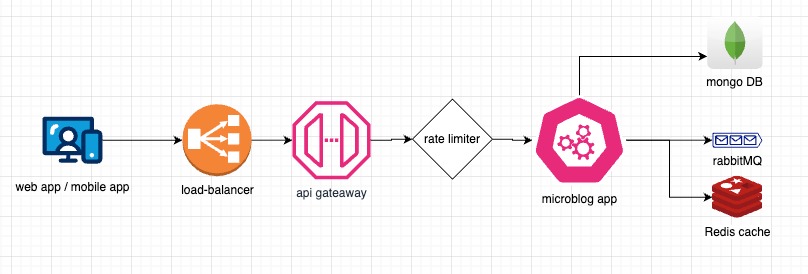 web app / mobile app
load-balancer
api gateaway
rate limiter
microblog app
mongo DB
rabbitMQ
Redis cache